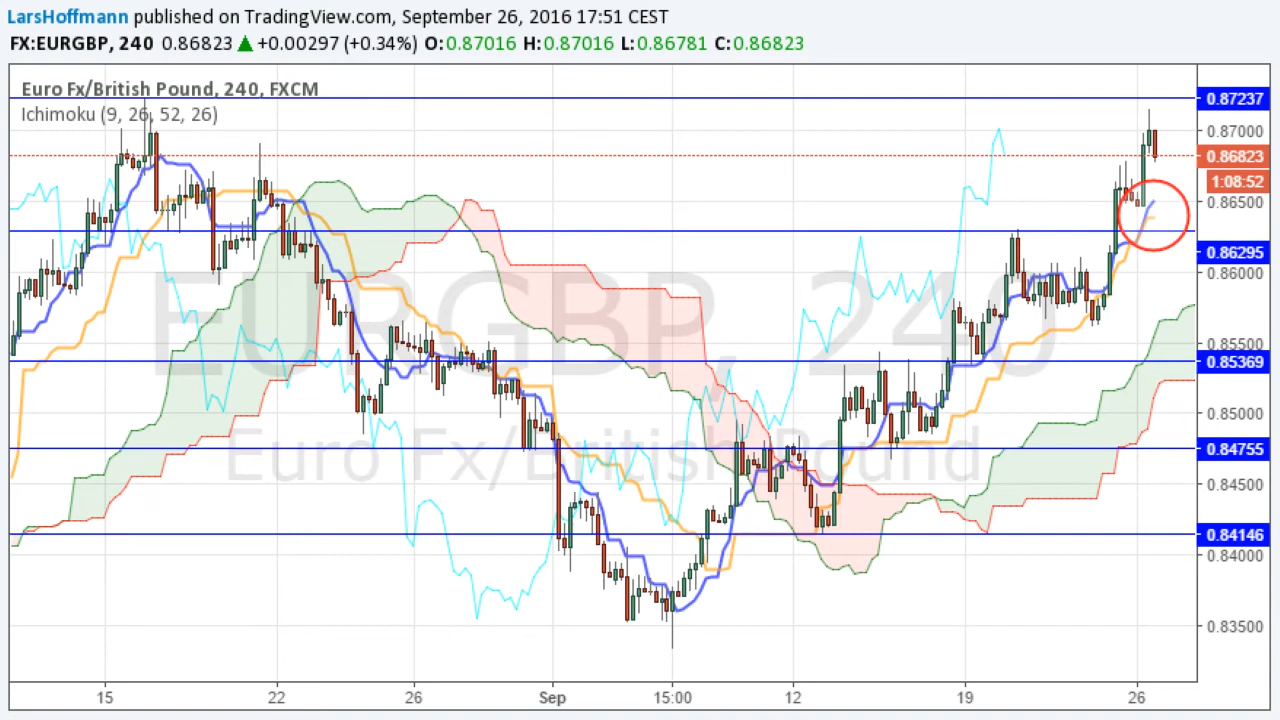 LarsHoffmann published on TradingView.com, September 26, 2016 17:51 CEST
FX:EURGBP, 240 0.86823 ▲ +0.00297 (+0.34%) O:0.87016 H:0.87016 L:0.86781 C:0.86823
Euro Fx/British Pound, 240, FXCM
Ichimoku (9, 26, 52, 26)
EURGBP, 240
Euro Fx/British Pound
0.87237
0.87000
0.86823
1:08:52
0.86500
0.86295
0.86000
0.85500
0.85369
0.85000
0.84755
0.84500
0.84146
0.84000
0.83500
15 22 26 Sep 15:00 12 19 26